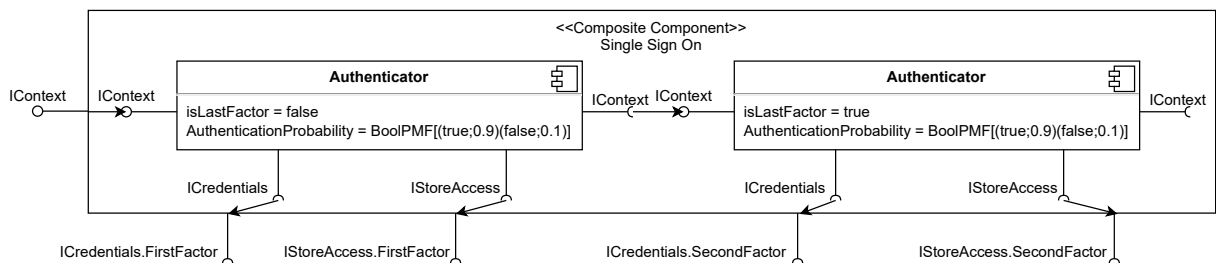 <<Composite Component>>
Single Sign On
Authenticator
Authenticator
IContext
IContext
isLastFactor = false
AuthenticationProbability = BoolPMF[(true;0.9)(false;0.1)]
IContext
IContext
isLastFactor = true
AuthenticationProbability = BoolPMF[(true;0.9)(false;0.1)]
IContext
ICredentials
IStoreAccess
ICredentials
IStoreAccess
ICredentials.FirstFactor
IStoreAccess.FirstFactor
ICredentials.SecondFactor
IStoreAccess.SecondFactor